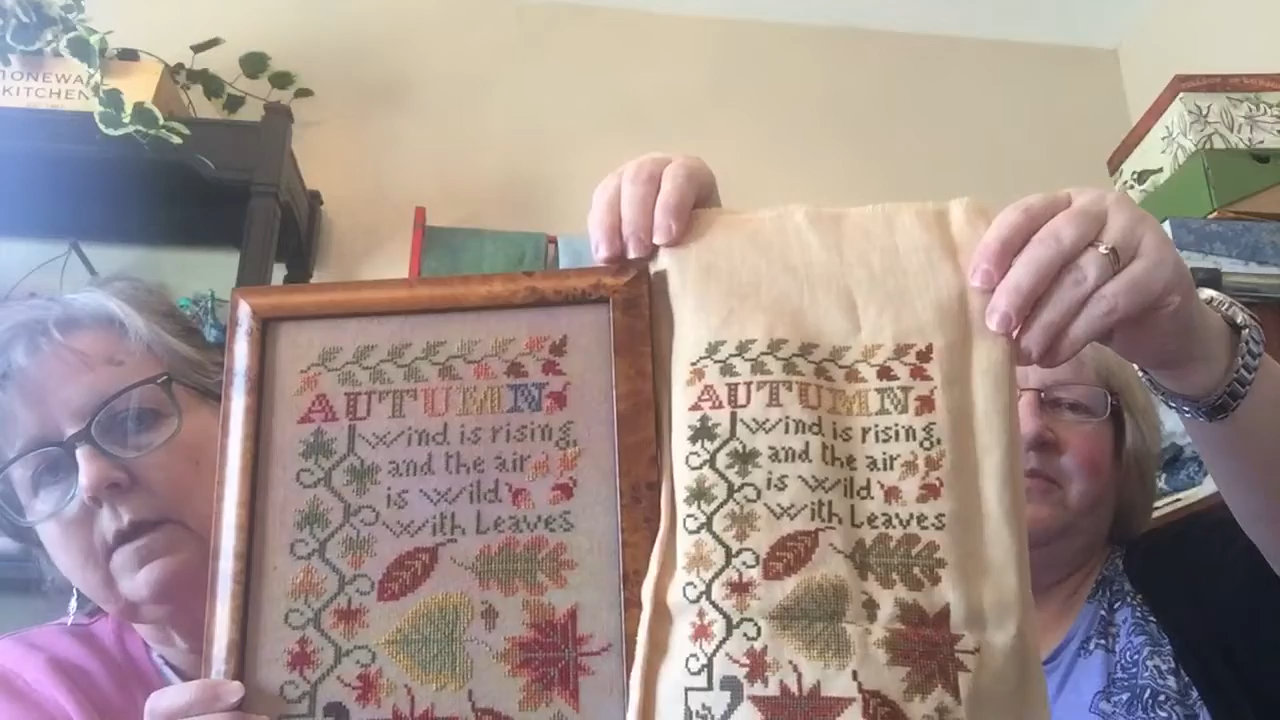 STONEWALL
KITCHEN
AUTUMN
Wind is rising,
and the air
is wild
with Leaves
AUTUMN
Wind is rising,
and the air
is wild
with Leaves